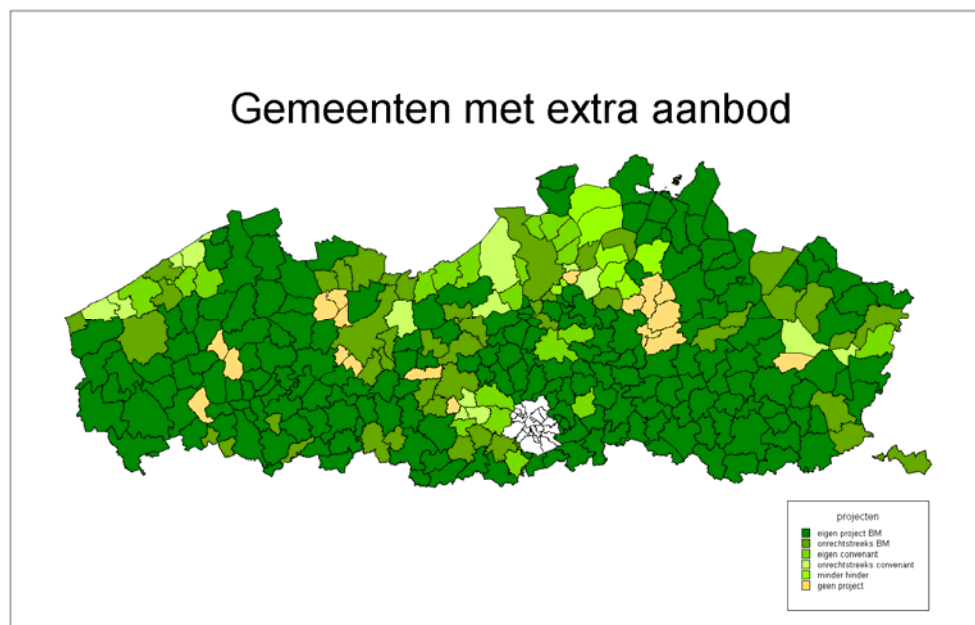 Gemeenten met extra aanbod
projecten
eigen project BM
onrechtstreeks BM
eigen convenant
onrechtstreeks convenant
minder hinder
geen project